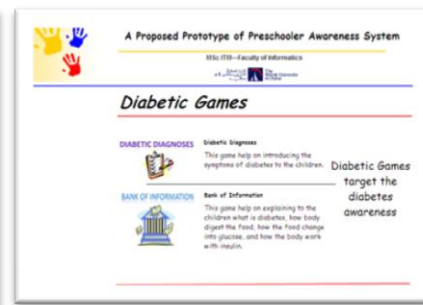 A Proposed Prototype of Preschooler Awareness System
MSc ITM—Faculty of Informatics
Diabetic Games
DIABETIC DIAGNOSES
Diabetic Diagnoses
This game help on introducing the
symptoms of diabetes to the children.
BANK OF INFORMATION
Bank of Information
This game help on explaining to the
children what is diabetes, how body
digest the food, how the food change
into glucose, and how the body work
with insulin.
Diabetic Games
target the
diabetes
awareness